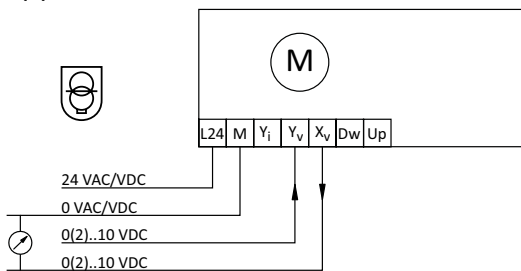 M
L24 M Yi Yv Xv Dw Up
24 VAC/VDC
0 VAC/VDC
0(2)..10 VDC
0(2)..10 VDC